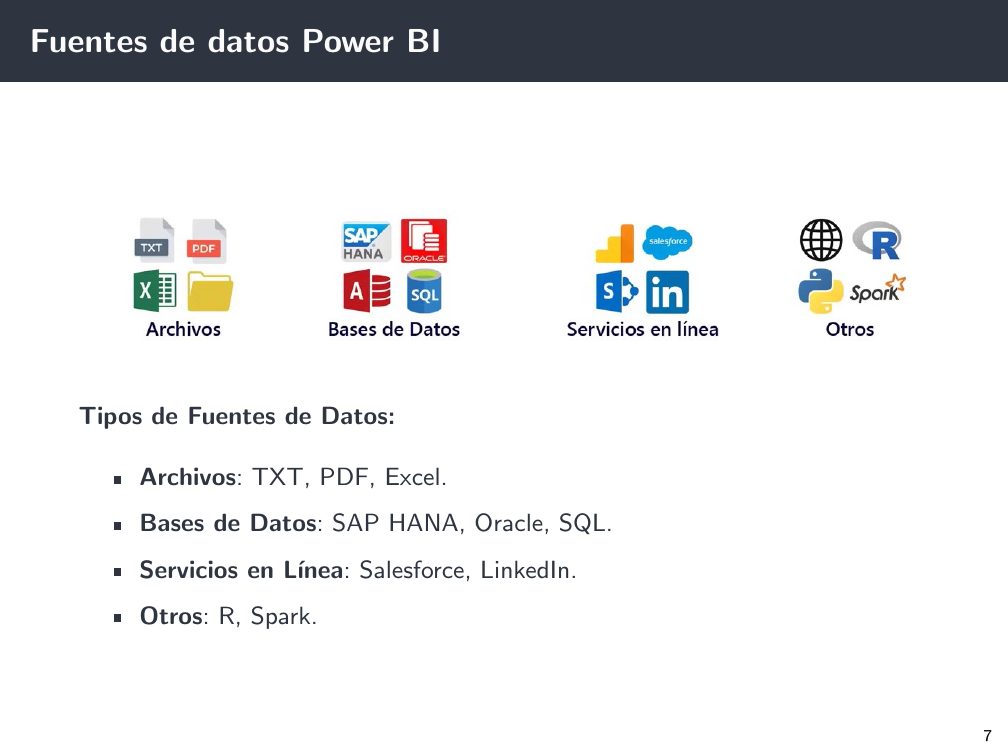 Fuentes de datos Power BI
TXT PDF
SAP HANA ORACLE
salesforce
R
X
A SQL
S in
Spark
Archivos Bases de Datos Servicios en línea Otros
Tipos de Fuentes de Datos:
Archivos: TXT, PDF, Excel.
Bases de Datos: SAP HANA, Oracle, SQL.
Servicios en Línea: Salesforce, LinkedIn.
Otros: R, Spark.
7